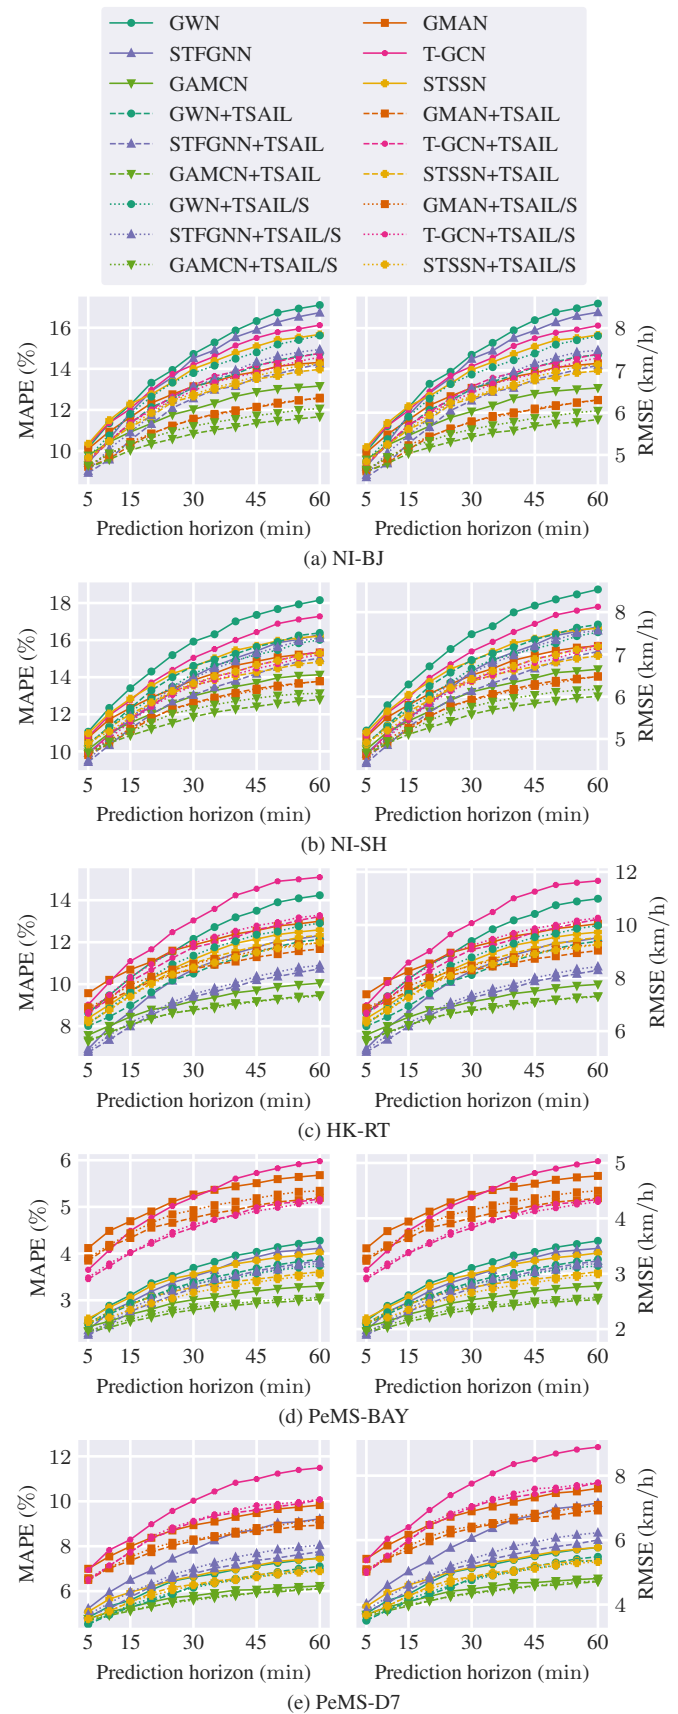 GWN GMAN
STFGNN T-GCN
GAMCN STSSN
GWN+TSAIL GMAN+TSAIL
STFGNN+TSAIL T-GCN+TSAIL
GAMCN+TSAIL STSSN+TSAIL
GWN+TSAIL/S GMAN+TSAIL/S
STFGNN+TSAIL/S T-GCN+TSAIL/S
GAMCN+TSAIL/S STSSN+TSAIL/S
MAPE (%)
16
14
12
10
5 15 30 45 60
Prediction horizon (min)
8
7
6
5
RMSE (km/h)
5 15 30 45 60
Prediction horizon (min)
(a) NI-BJ
MAPE (%)
18
16
14
12
10
5 15 30 45 60
Prediction horizon (min)
8
7
6
5
RMSE (km/h)
5 15 30 45 60
Prediction horizon (min)
(b) NI-SH
MAPE (%)
14
12
10
8
5 15 30 45 60
Prediction horizon (min)
12
10
8
6
RMSE (km/h)
5 15 30 45 60
Prediction horizon (min)
(c) HK-RT
MAPE (%)
6
5
4
3
5 15 30 45 60
Prediction horizon (min)
5
4
3
2
RMSE (km/h)
5 15 30 45 60
Prediction horizon (min)
(d) PeMS-BAY
MAPE (%)
12
10
8
6
5 15 30 45 60
Prediction horizon (min)
8
6
4
RMSE (km/h)
5 15 30 45 60
Prediction horizon (min)
(e) PeMS-D7